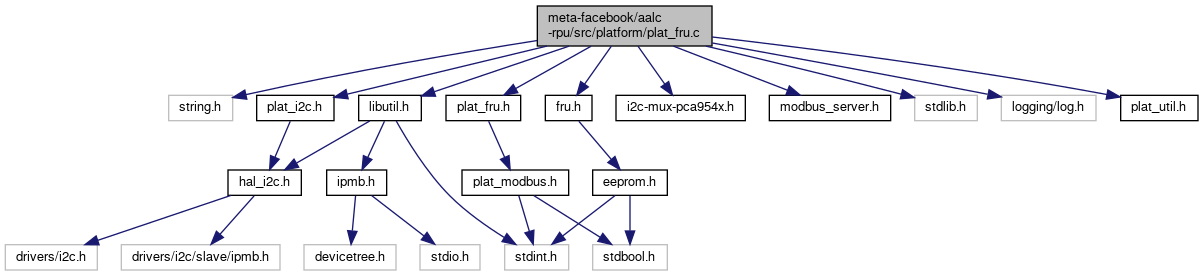 meta-facebook/aalc
-rpu/src/platform/plat_fru.c
string.h
plat_i2c.h
libutil.h
plat_fru.h
fru.h
i2c-mux-pca954x.h
modbus_server.h
stdlib.h
logging/log.h
plat_util.h
hal_i2c.h
ipmb.h
plat_modbus.h
eeprom.h
drivers/i2c.h
drivers/i2c/slave/ipmb.h
devicetree.h
stdio.h
stdint.h
stdbool.h